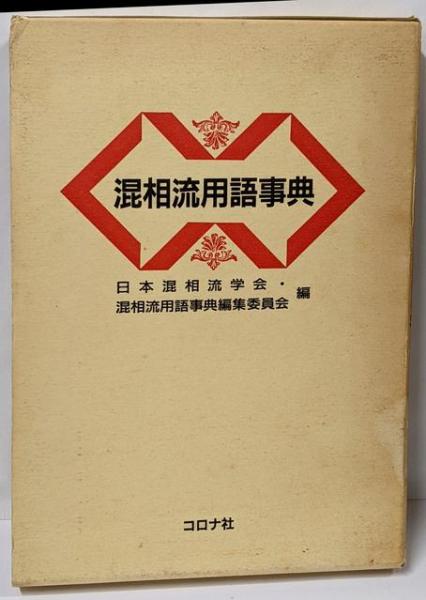 混相流用語事典
日本混相流学会・
混相流用語事典編集委員会
編
コロナ社